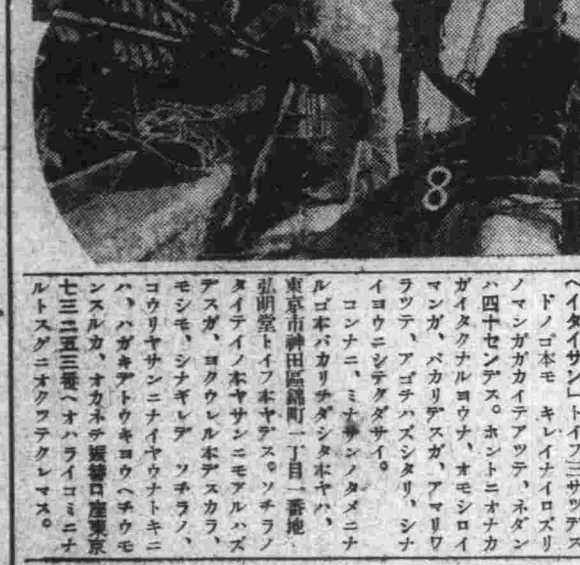 8
ヘイタイサン」トイフ三サツデス
ドノゴ本モ キレイナイロズリ
ノマンガガカイテアツテ、ネダン
ハ四十センデス。ホントニオナカ
ガイタクナルヨウナ、オモシロイ
マンガ、バカリデスガ、アマリワ
ラツテ、アゴヲハズシタリ、シナ
イヨウニシテクダサイ。
コンナニ、ミナサンノタメニナ
ルゴ本バカリヲダシタホヤハ、
東京市神田區錦町一丁目一番地
弘明堂トイフ本ヤデス。ソチラノ
タイテイノ本ヤサンニモアルハズ
デスガ、ヨクウレル本デスカラ、
モシモ、シナギレデ ソチラノ、
コウリヤサンニナイヤウナトキニ
ハ、ハガキデトウキヨウヘチウモ
ンスルカ、オカネヲ振替口座東京
七三二五三番ヘオハライコミニナ
ルトスグニオクツテクレマス。